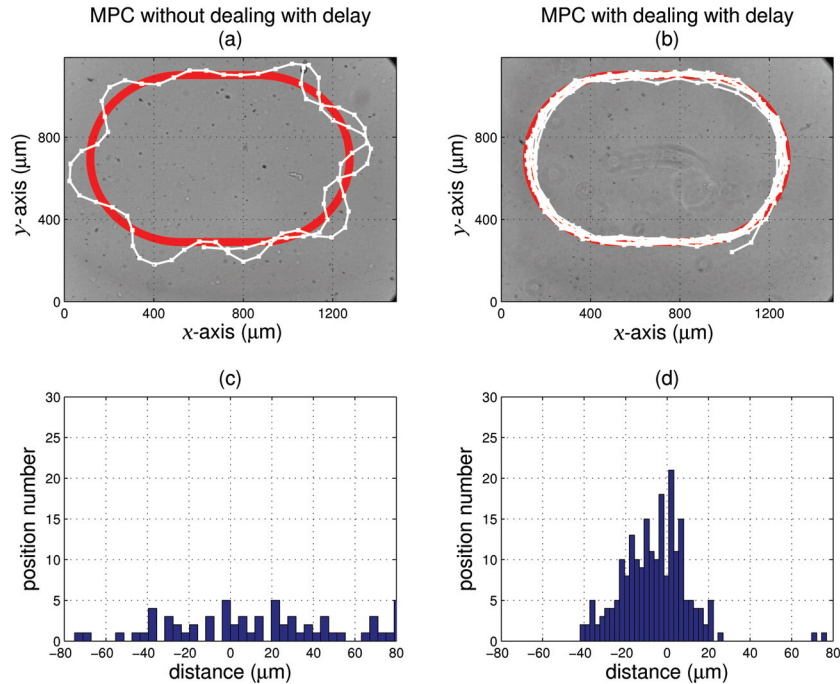 MPC without dealing with delay
MPC with dealing with delay
(a)
(b)
y-axis (μm)
800
400
0
0 400 800 1200
x-axis (μm)
y-axis (μm)
800
400
0
0 400 800 1200
x-axis (μm)
(c)
position number
30
25
20
15
10
5
0
−80 −60 −40 −20 0 20 40 60 80
distance (μm)
(d)
position number
30
25
20
15
10
5
0
−80 −60 −40 −20 0 20 40 60 80
distance (μm)